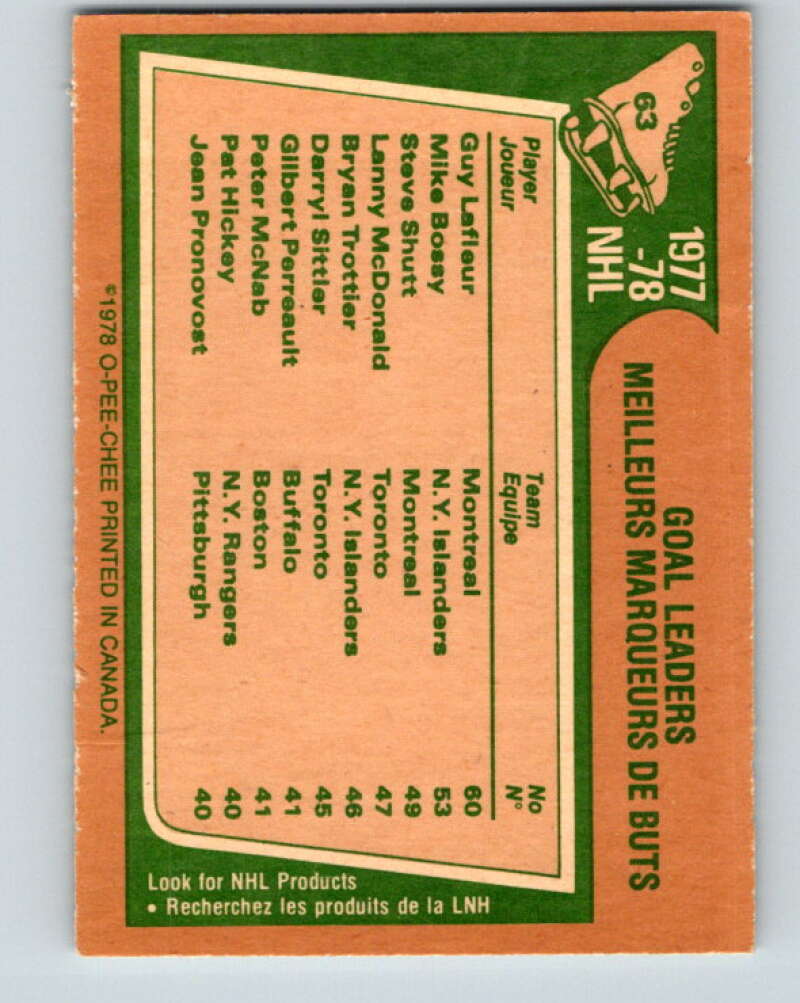 63
1977
-78
NHL
GOAL LEADERS
MEILLEURS MARQUEURS DE BUTS
Player Team No
Joueur Equipe N°
Guy Lafleur Montreal 60
Mike Bossy N.Y. Islanders 53
Steve Shutt Montreal 49
Lanny McDonald Toronto 47
Bryan Trottier N.Y. Islanders 46
Darryl Sittler Toronto 45
Gilbert Perreault Buffalo 41
Peter McNab Boston 41
Pat Hickey N.Y. Rangers 40
Jean Pronovost Pittsburgh 40
Look for NHL Products
• Recherchez les produits de la LNH
©1978 O-PEE-CHEE PRINTED IN CANADA.